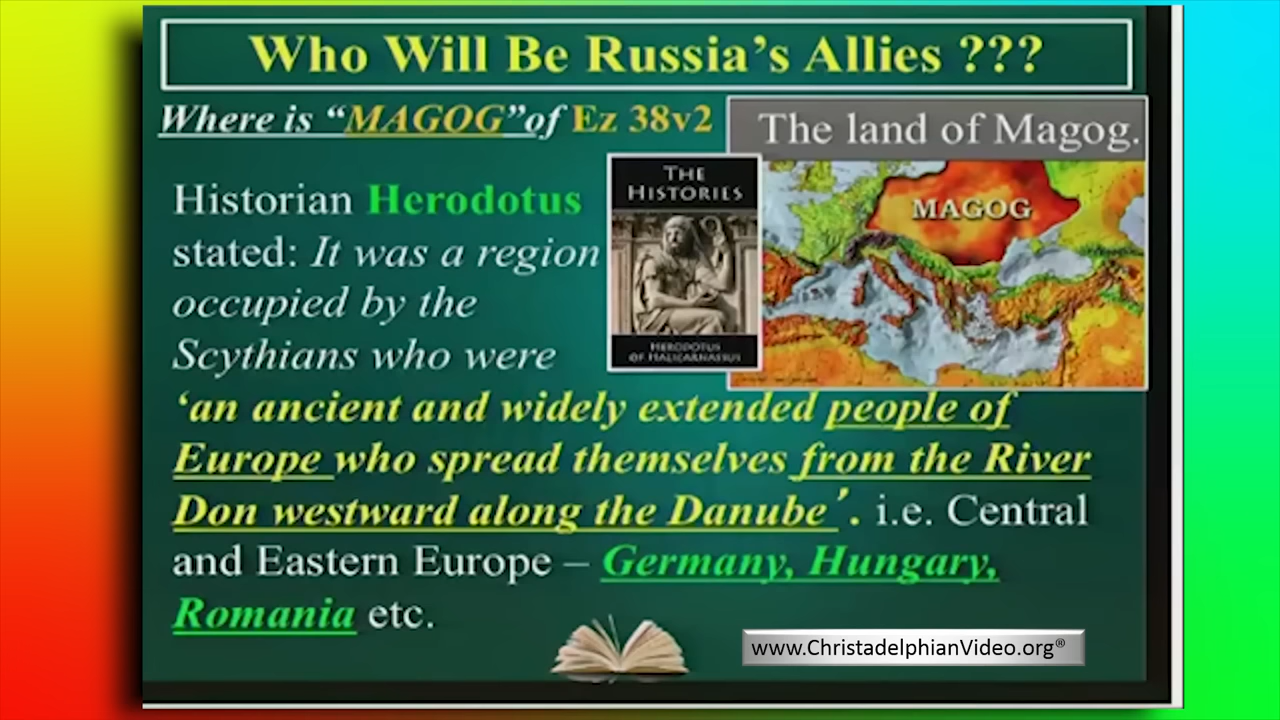 Who Will Be Russia's Allies ???
Where is “MAGOG”of Ez 38v2
The land of Magog.
MAGOG
THE
HISTORIES
HERODOTUS
OF HALICARNASSUS
Historian Herodotus
stated: It was a region
occupied by the
Scythians who were
‘an ancient and widely extended people of
Europe who spread themselves from the River
Don westward along the Danube’. i.e. Central
and Eastern Europe – Germany, Hungary,
Romania etc.
www.ChristadelphianVideo.org®